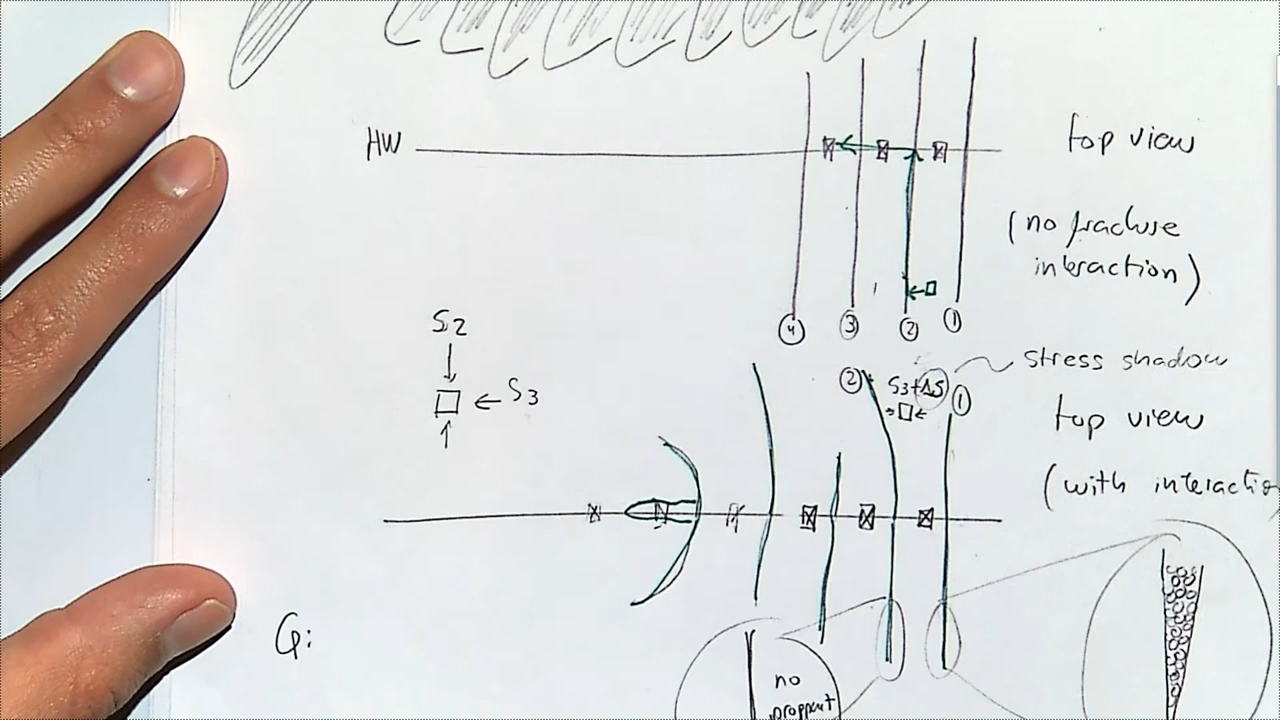 HW
top view
(no fracture
interaction)
④ ③ ② ①
S2
S3
② S3+ΔS ①
stress shadow
top view
(with interaction
Q:
no
proppant